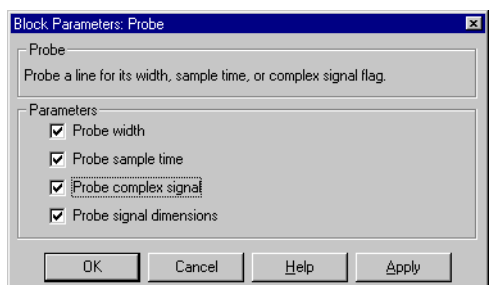 Block Parameters: Probe
Probe
Probe a line for its width, sample time, or complex signal flag.
Parameters
Probe width
Probe sample time
Probe complex signal
Probe signal dimensions
OK Cancel Help Apply